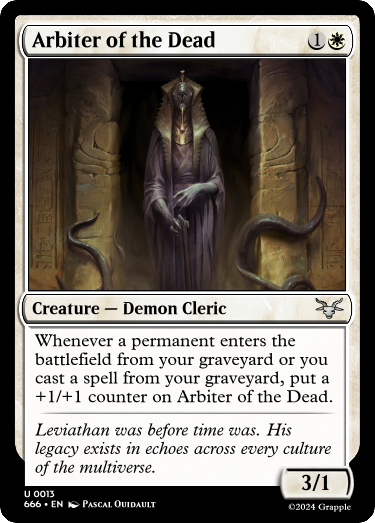 Arbiter of the Dead 1
Creature — Demon Cleric
Whenever a permanent enters the
battlefield from your graveyard or you
cast a spell from your graveyard, put a
+1/+1 counter on Arbiter of the Dead.
Leviathan was before time was. His
legacy exists in echoes across every culture
of the multiverse.
3/1
U 0013
666 • EN Pascal Quidault
©2024 Grapple